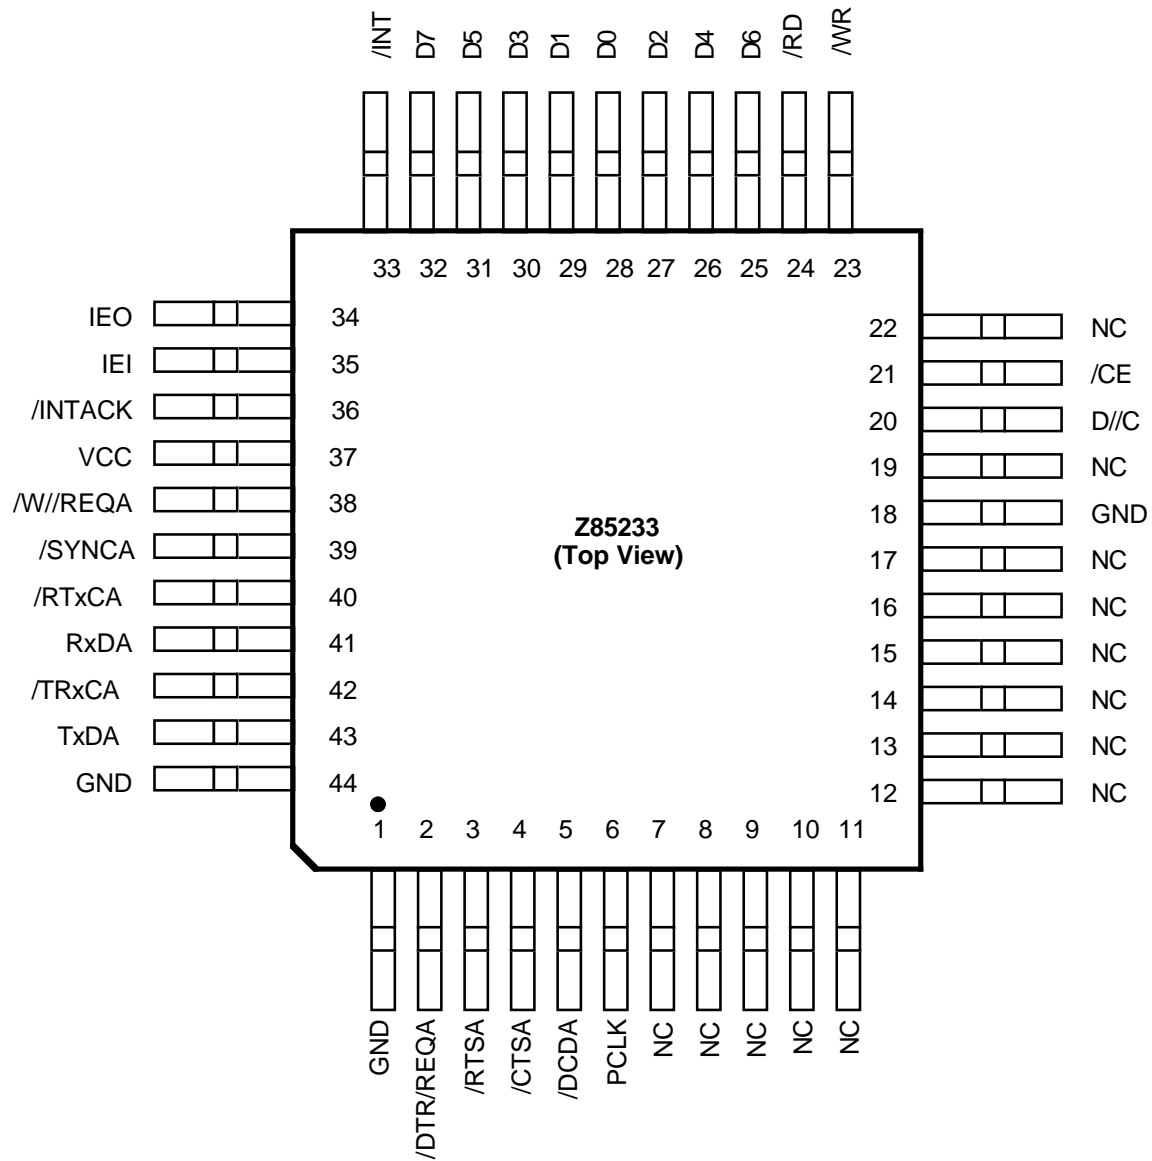 /INT D7 D5 D3 D1 D0 D2 D4 D6 /RD /WR
33 32 31 30 29 28 27 26 25 24 23
IEO 34
IEI 35
/INTACK 36
VCC 37
/W//REQA 38
/SYNCA 39
/RTxCA 40
RxDA 41
/TRxCA 42
TxDA 43
GND 44
Z85233
(Top View)
22 NC
21 /CE
20 D//C
19 NC
18 GND
17 NC
16 NC
15 NC
14 NC
13 NC
12 NC
1 2 3 4 5 6 7 8 9 10 11
GND /DTR/REQA /RTSA /CTSA /DCDA PCLK NC NC NC NC NC